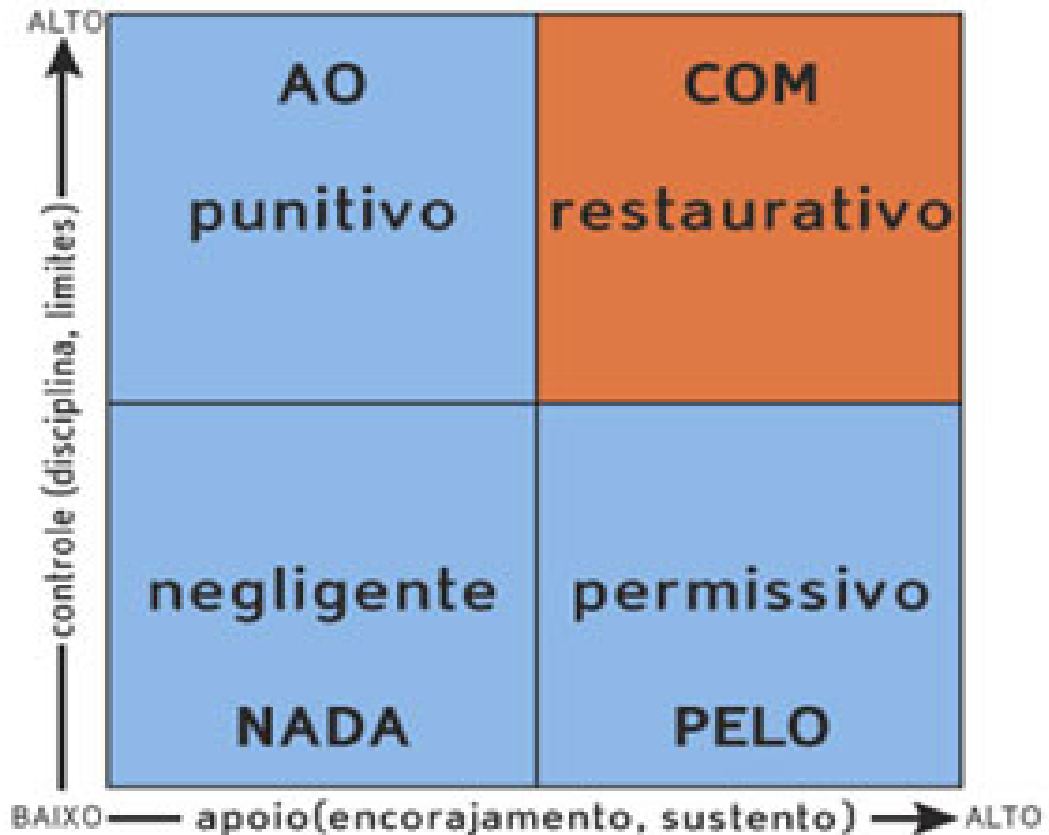 ALTO
AO
COM
punitivo
restaurativo
controle (disciplina, limites)
negligente
permissivo
NADA
PELO
BAIXO
apoio(encorajamento, sustento)
ALTO